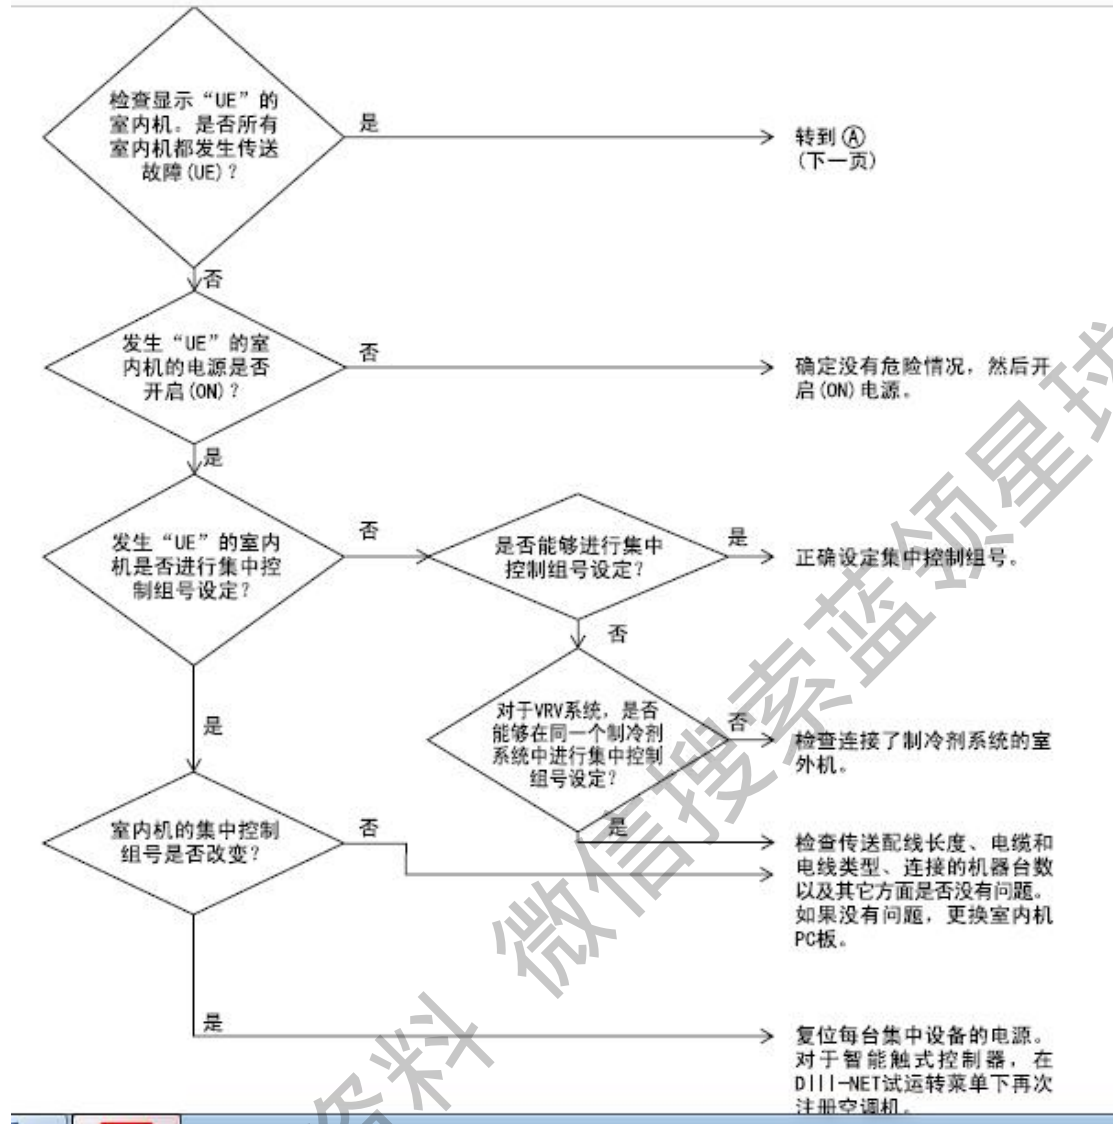 检查显示“UE”的
室内机。是否所有
室内机都发生传送
故障(UE)?
是
转到Ⓐ
(下一页)
否
发生“UE”的室
内机的电源是否
开启(ON)?
否
确定没有危险情况，然后开
启(ON)电源。
是
发生“UE”的室内
机是否进行集中控
制组号设定?
否
是否能够进行集中
控制组号设定?
是
正确设定集中控制组号。
否
对于VRV系统，是否
能够在同一个制冷剂
系统中进行集中控制
组号设定?
否
检查连接了制冷剂系统的室
外机。
是
是
室内机的集中控制
组号是否改变?
否
检查传送配线长度、电缆和
电线类型、连接的机器台数
以及其它方面是否没有问题。
如果没有问题，更换室内机
PC板。
是
复位每台集中设备的电源。
对于智能触式控制器，在
DIII-NET试运转菜单下再次
注册空调机。
资料 微信搜索蓝领星球